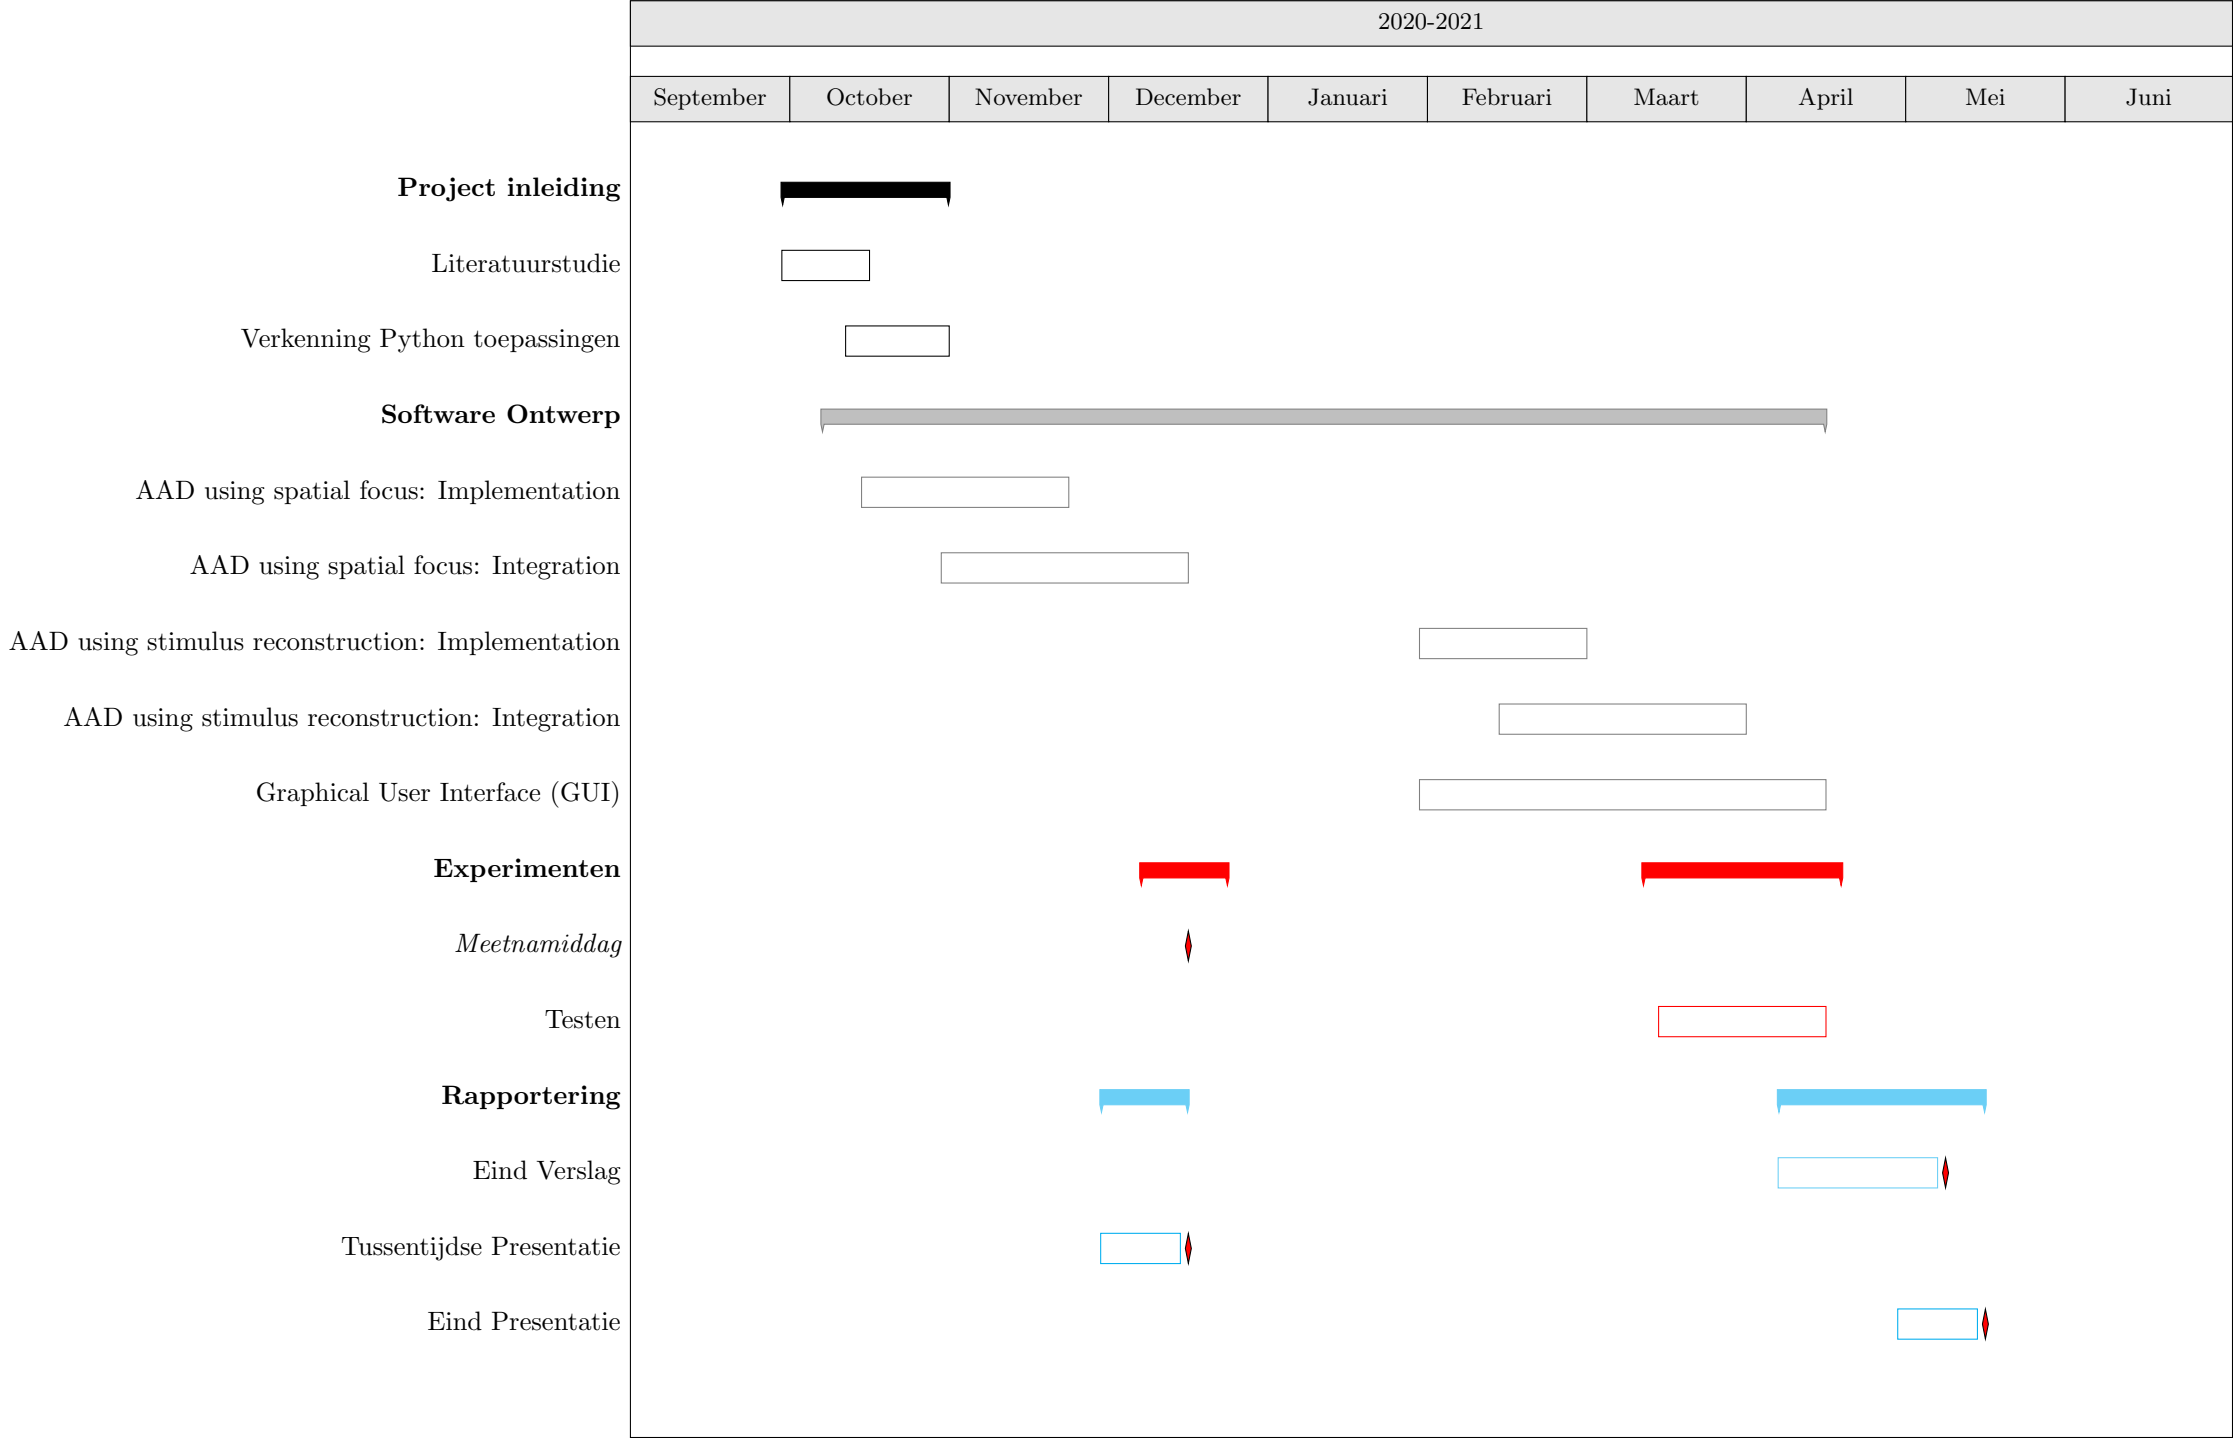 2020-2021
September October November December Januari Februari Maart April Mei Juni
Project inleiding
Literatuurstudie
Verkenning Python toepassingen
Software Ontwerp
AAD using spatial focus: Implementation
AAD using spatial focus: Integration
AAD using stimulus reconstruction: Implementation
AAD using stimulus reconstruction: Integration
Graphical User Interface (GUI)
Experimenten
Meetnamiddag
Testen
Rapportering
Eind Verslag
Tussentijdse Presentatie
Eind Presentatie